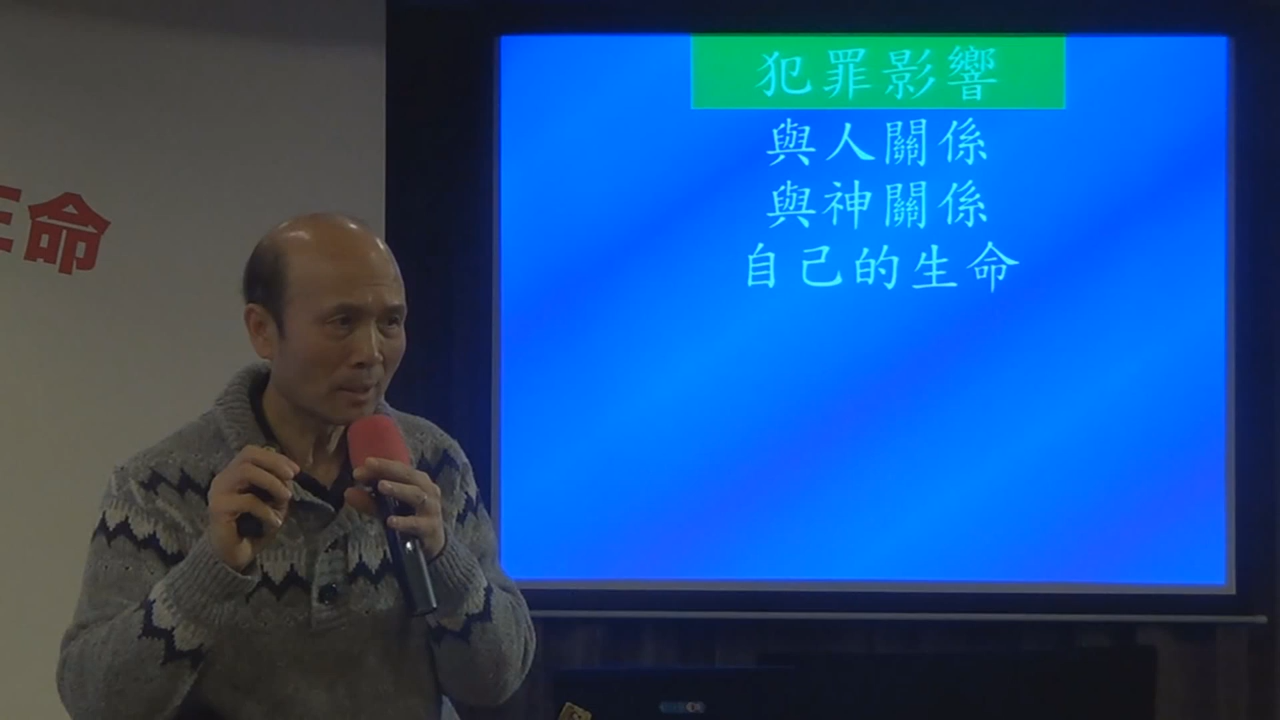 犯罪影響
與人關係
與神關係
自己的生命
命